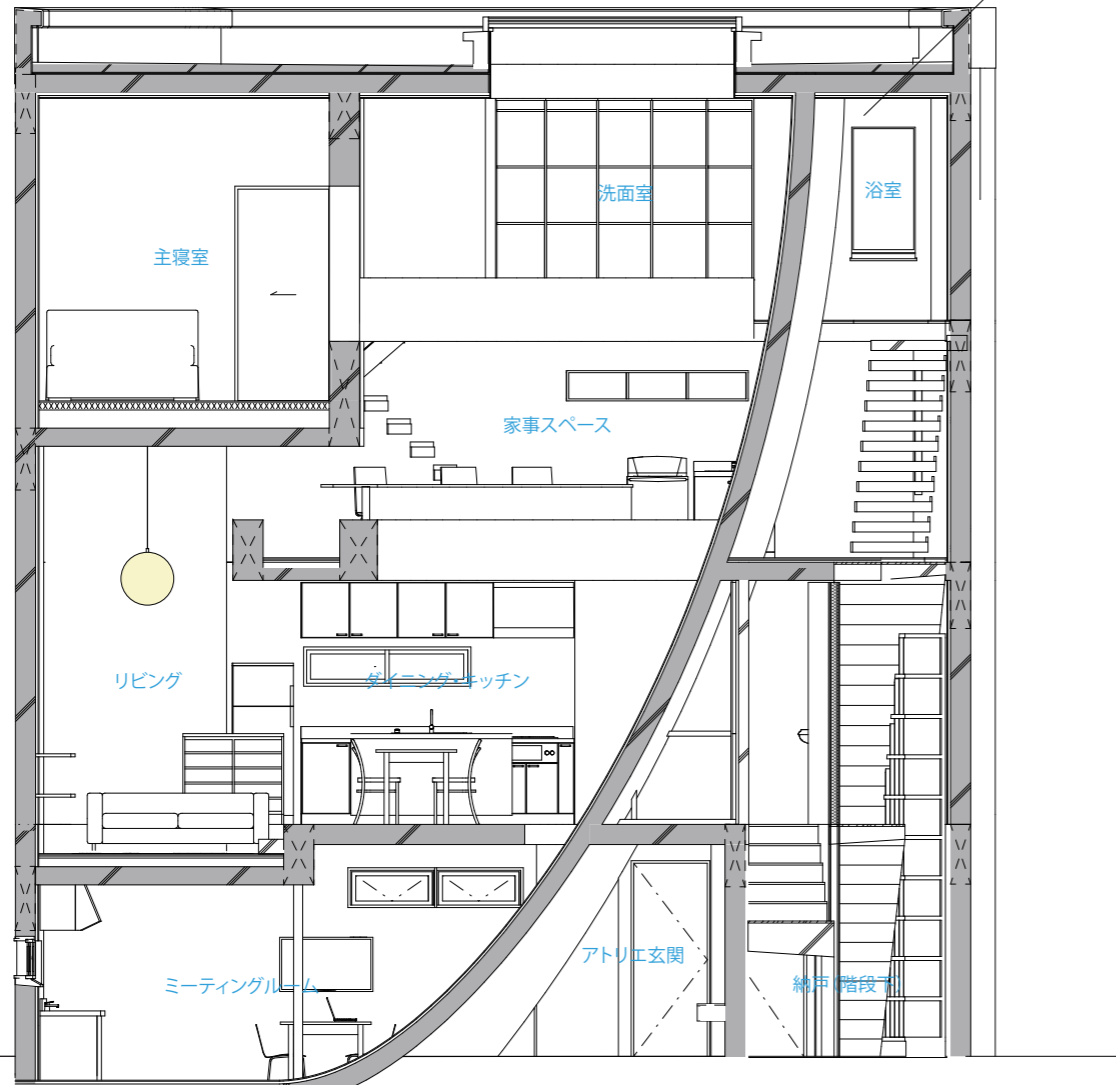 洗面室
浴室
主寝室
家事スペース
リビング
ダイニング・キッチン
アトリエ玄関
ミーティングルーム
納戸(階段下)